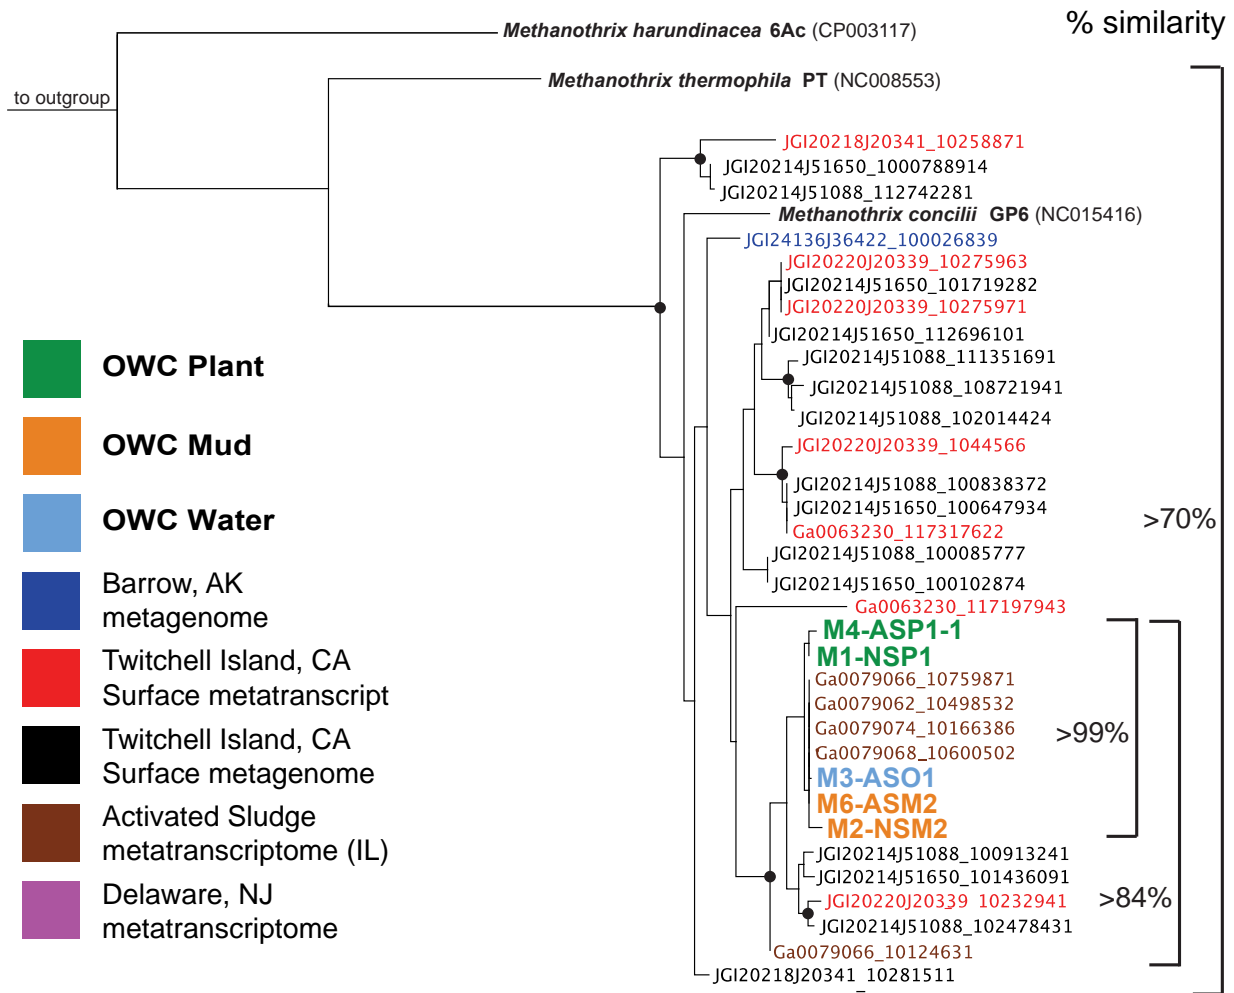 % similarity
Methanothrix harundinacea 6Ac (CP003117)
Methanothrix thermophila PT (NC008553)
to outgroup
JGI20218J20341_10258871
JGI20214J51650_1000788914
JGI20214J51088_112742281
Methanothrix concilii GP6 (NC015416)
JGI24136J36422_100026839
JGI20220J20339_10275963
JGI20214J51650_101719282
JGI20220J20339_10275971
JGI20214J51650_112696101
JGI20214J51088_111351691
JGI20214J51088_108721941
JGI20214J51088_102014424
JGI20220J20339_1044566
JGI20214J51088_100838372
JGI20214J51650_100647934
Ga0063230_117317622
JGI20214J51088_100085777
JGI20214J51650_100102874
Ga0063230_117197943
M4-ASP1-1
M1-NSP1
Ga0079066_10759871
Ga0079062_10498532
Ga0079074_10166386
Ga0079068_10600502
M3-ASO1
M6-ASM2
M2-NSM2
JGI20214J51088_100913241
JGI20214J51650_101436091
JGI20220J20339_10232941
JGI20214J51088_102478431
Ga0079066_10124631
JGI20218J20341_10281511
>70%
>99%
>84%
OWC Plant
OWC Mud
OWC Water
Barrow, AK
metagenome
Twitchell Island, CA
Surface metatranscript
Twitchell Island, CA
Surface metagenome
Activated Sludge
metatranscriptome (IL)
Delaware, NJ
metatranscriptome